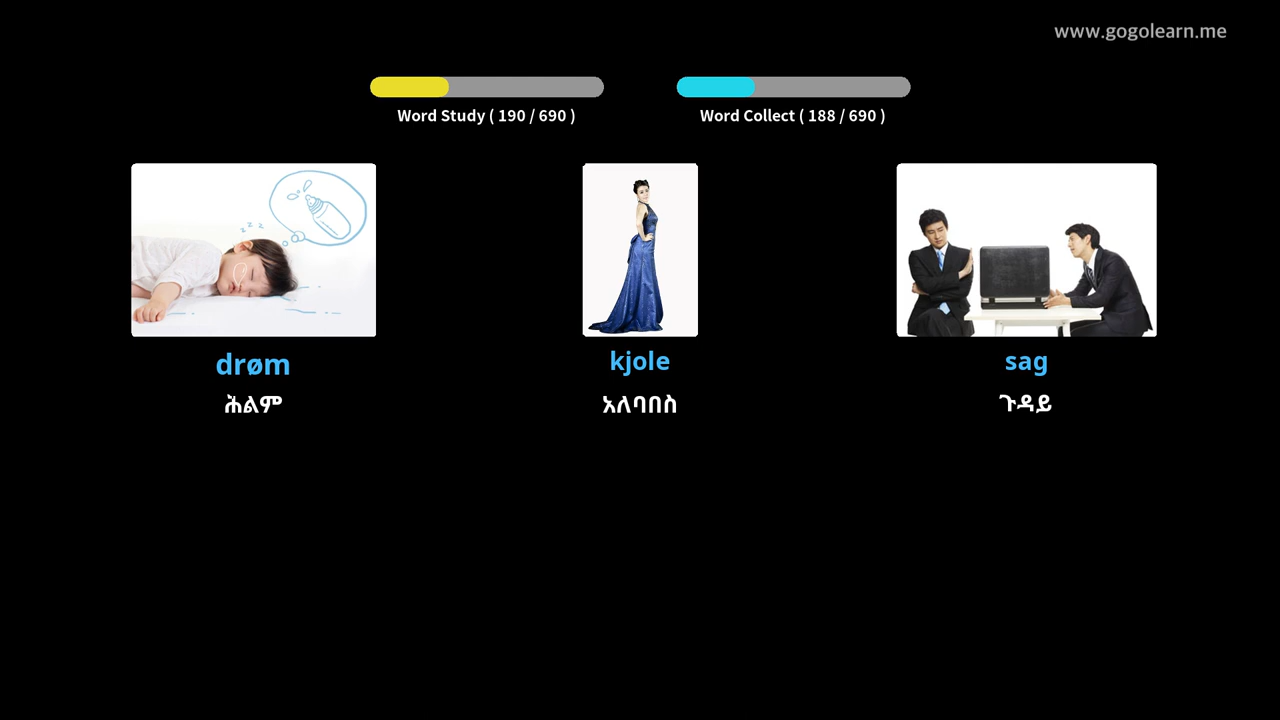 www.gogolearn.me
Word Study ( 190 / 690 )
Word Collect ( 188 / 690 )
z z z
drøm
kjole
sag
ሕልም
አለባበስ
ጉዳይ